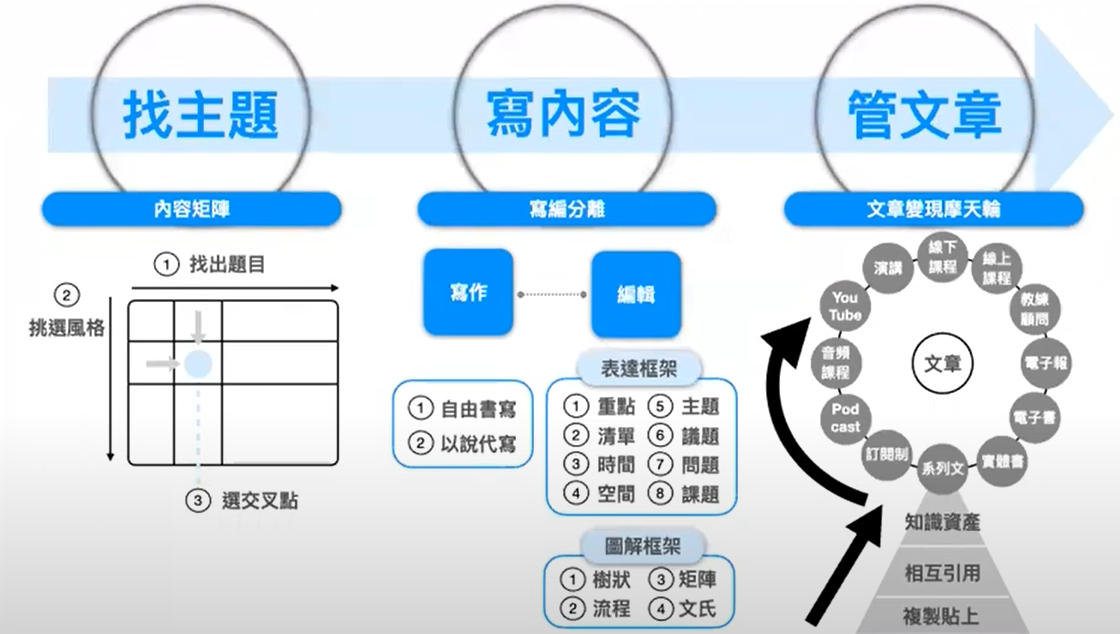 找主題
寫內容
管文章
內容矩陣
寫編分離
文章變現摩天輪
① 找出題目
②
挑選風格
③ 選交叉點
寫作
編輯
① 自由書寫
② 以說代寫
表達框架
① 重點 ⑤ 主題
② 清單 ⑥ 議題
③ 時間 ⑦ 問題
④ 空間 ⑧ 課題
圖解框架
① 樹狀 ③ 矩陣
② 流程 ④ 文氏
線下
課程
線上
課程
教練
顧問
電子報
電子書
實體書
系列文
訂閱制
Pod
cast
音頻
課程
You
Tube
演講
文章
知識資產
相互引用
複製貼上